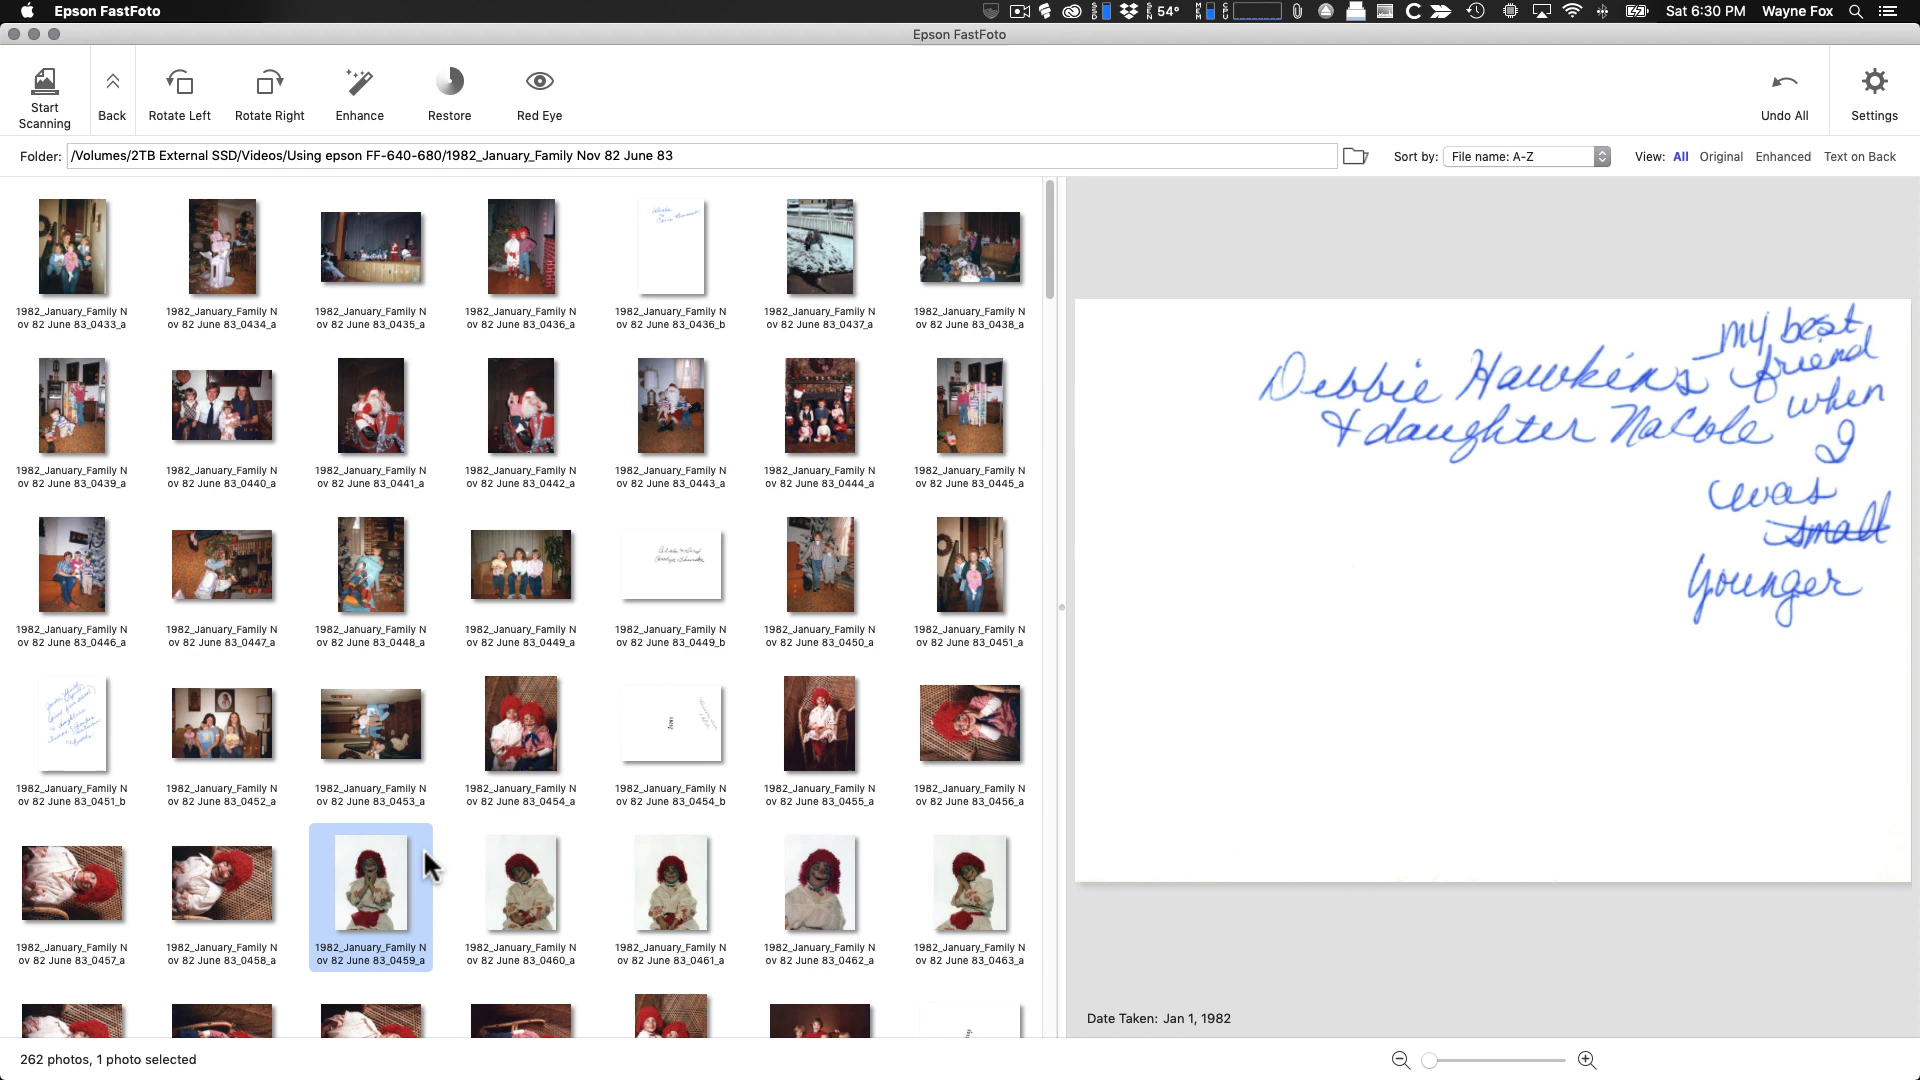 Epson FastFoto
54°
Sat 6:30 PM Wayne Fox
Epson FastFoto
Start Scanning
Back
Rotate Left
Rotate Right
Enhance
Restore
Red Eye
Undo All
Settings
Folder: /Volumes/2TB External SSD/Videos/Using epson FF-640-680/1982_January_Family Nov 82 June 83
Sort by: File name: A-Z
View: All Original Enhanced Text on Back
1982_January_Family N
ov 82 June 83_0433_a
1982_January_Family N
ov 82 June 83_0434_a
1982_January_Family N
ov 82 June 83_0435_a
1982_January_Family N
ov 82 June 83_0436_a
1982_January_Family N
ov 82 June 83_0436_b
1982_January_Family N
ov 82 June 83_0437_a
1982_January_Family N
ov 82 June 83_0438_a
1982_January_Family N
ov 82 June 83_0439_a
1982_January_Family N
ov 82 June 83_0440_a
1982_January_Family N
ov 82 June 83_0441_a
1982_January_Family N
ov 82 June 83_0442_a
1982_January_Family N
ov 82 June 83_0443_a
1982_January_Family N
ov 82 June 83_0444_a
1982_January_Family N
ov 82 June 83_0445_a
1982_January_Family N
ov 82 June 83_0446_a
1982_January_Family N
ov 82 June 83_0447_a
1982_January_Family N
ov 82 June 83_0448_a
1982_January_Family N
ov 82 June 83_0449_a
1982_January_Family N
ov 82 June 83_0449_b
1982_January_Family N
ov 82 June 83_0450_a
1982_January_Family N
ov 82 June 83_0451_a
1982_January_Family N
ov 82 June 83_0451_b
1982_January_Family N
ov 82 June 83_0452_a
1982_January_Family N
ov 82 June 83_0453_a
1982_January_Family N
ov 82 June 83_0454_a
1982_January_Family N
ov 82 June 83_0454_b
1982_January_Family N
ov 82 June 83_0455_a
1982_January_Family N
ov 82 June 83_0456_a
1982_January_Family N
ov 82 June 83_0457_a
1982_January_Family N
ov 82 June 83_0458_a
1982_January_Family N
ov 82 June 83_0459_a
1982_January_Family N
ov 82 June 83_0460_a
1982_January_Family N
ov 82 June 83_0461_a
1982_January_Family N
ov 82 June 83_0462_a
1982_January_Family N
ov 82 June 83_0463_a
Debbie Hawkins
& daughter NaCole
my best
friend
when
I
was
small
younger
Date Taken: Jan 1, 1982
262 photos, 1 photo selected